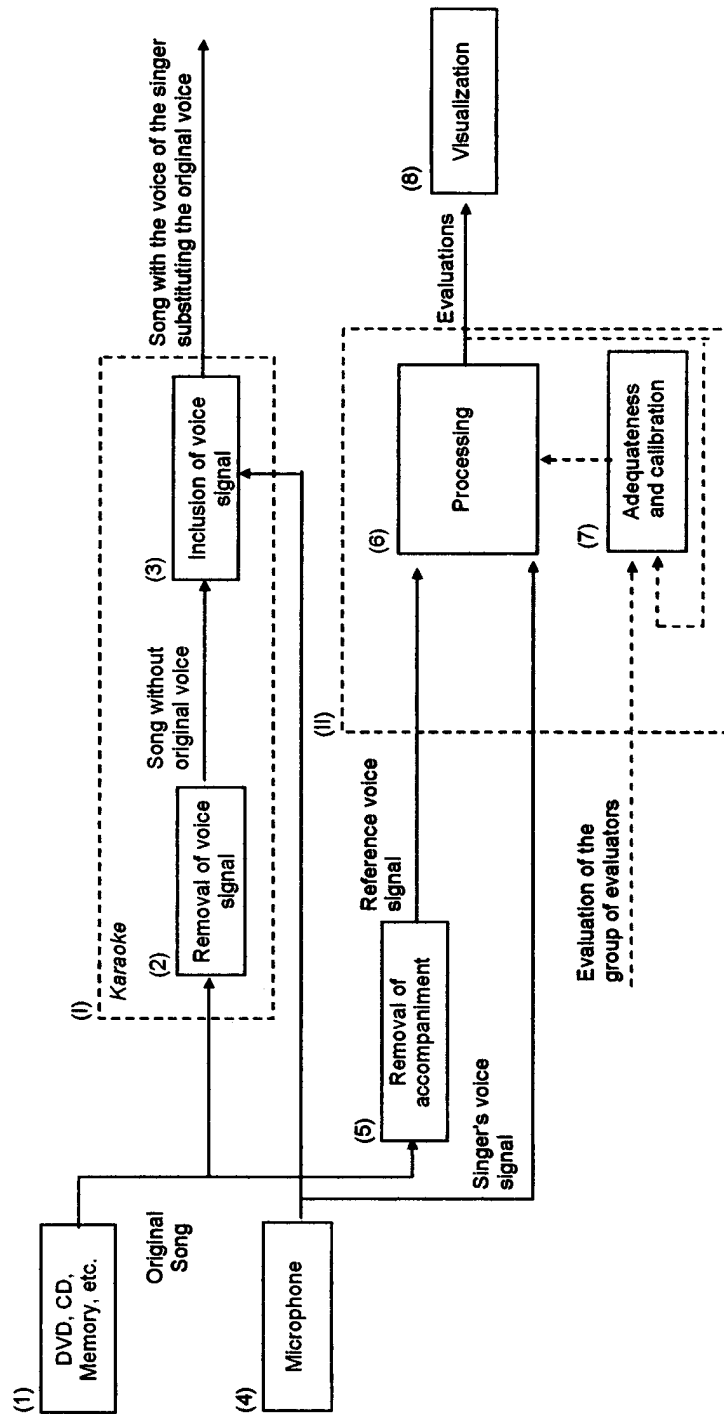 (1)
DVD, CD,
Memory, etc.
Original
Song
(4)
Microphone
(I)
Karaoke
(2)
Removal of voice
signal
Song without
original voice
(3)
Inclusion of voice
signal
Song with the voice of the singer
substituting the original voice
(5)
Removal of
accompaniment
Singer's voice
signal
Reference voice
signal
(II)
(6)
Processing
Evaluation of the
group of evaluators
(7)
Adequateness
and calibration
Evaluations
(8)
Visualization